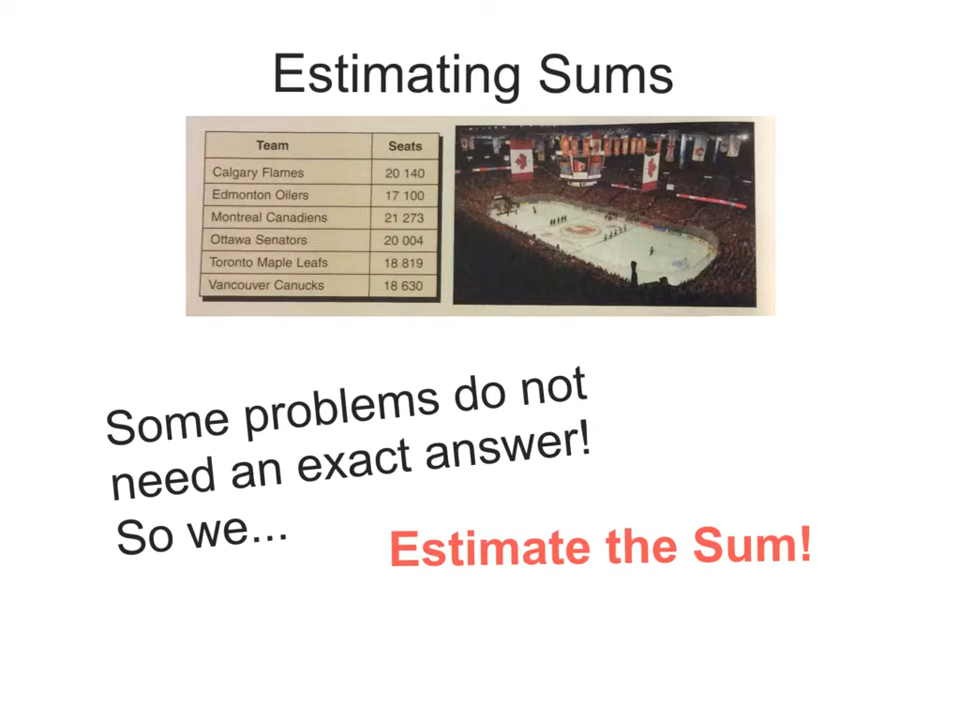 Estimating Sums
Team Seats
Calgary Flames 20 140
Edmonton Oilers 17 100
Montreal Canadiens 21 273
Ottawa Senators 20 004
Toronto Maple Leafs 18 819
Vancouver Canucks 18 630
Some problems do not
need an exact answer!
So we...
Estimate the Sum!